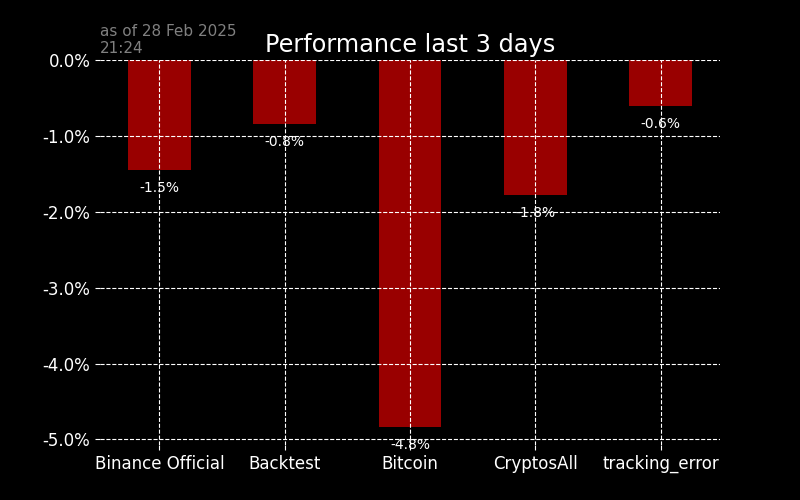 as of 28 Feb 2025
21:24
Performance last 3 days
0.0%
-1.0%
-2.0%
-3.0%
-4.0%
-5.0%
-1.5%
-0.8%
-4.8%
-1.8%
-0.6%
Binance Official
Backtest
Bitcoin
CryptosAll
tracking_error